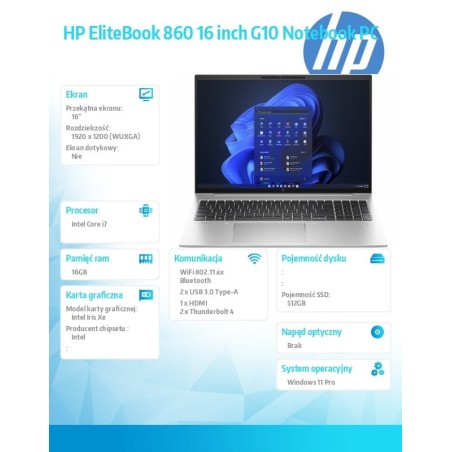 HP EliteBook 860 16 inch G10 Notebook PC
hp
Ekran
Przekątna ekranu:
16"
Rozdzielczość:
1920 x 1200 (WUXGA)
Ekran dotykowy:
Nie
Procesor
Intel Core i7
Pamięć ram
16GB
Karta graficzna
Model karty graficznej:
Intel Iris Xe
Producent chipsetu :
Intel
:
Komunikacja
WiFi 802.11 ax
Bluetooth
2 x USB 3.0 Type-A
1 x HDMI
2 x Thunderbolt 4
Pojemność dysku
:
:
Pojemność SSD:
512GB
Napęd optyczny
Brak
System operacyjny
Windows 11 Pro